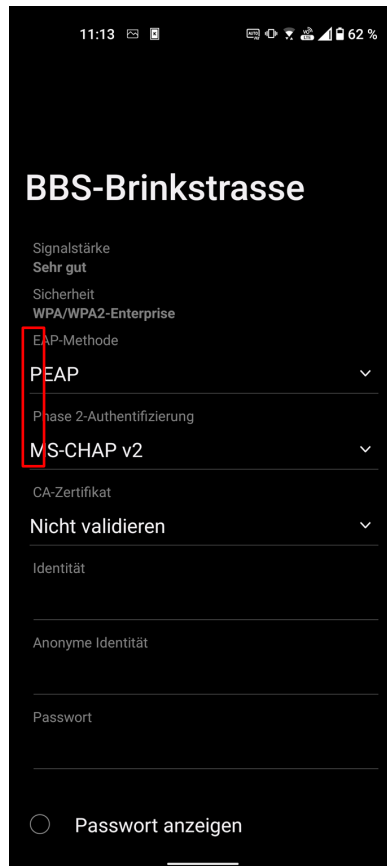 11:13 62 %
BBS-Brinkstrasse
Signalstärke
Sehr gut
Sicherheit
WPA/WPA2-Enterprise
EAP-Methode
PEAP
Phase 2-Authentifizierung
MS-CHAP v2
CA-Zertifikat
Nicht validieren
Identität
Anonyme Identität
Passwort
Passwort anzeigen